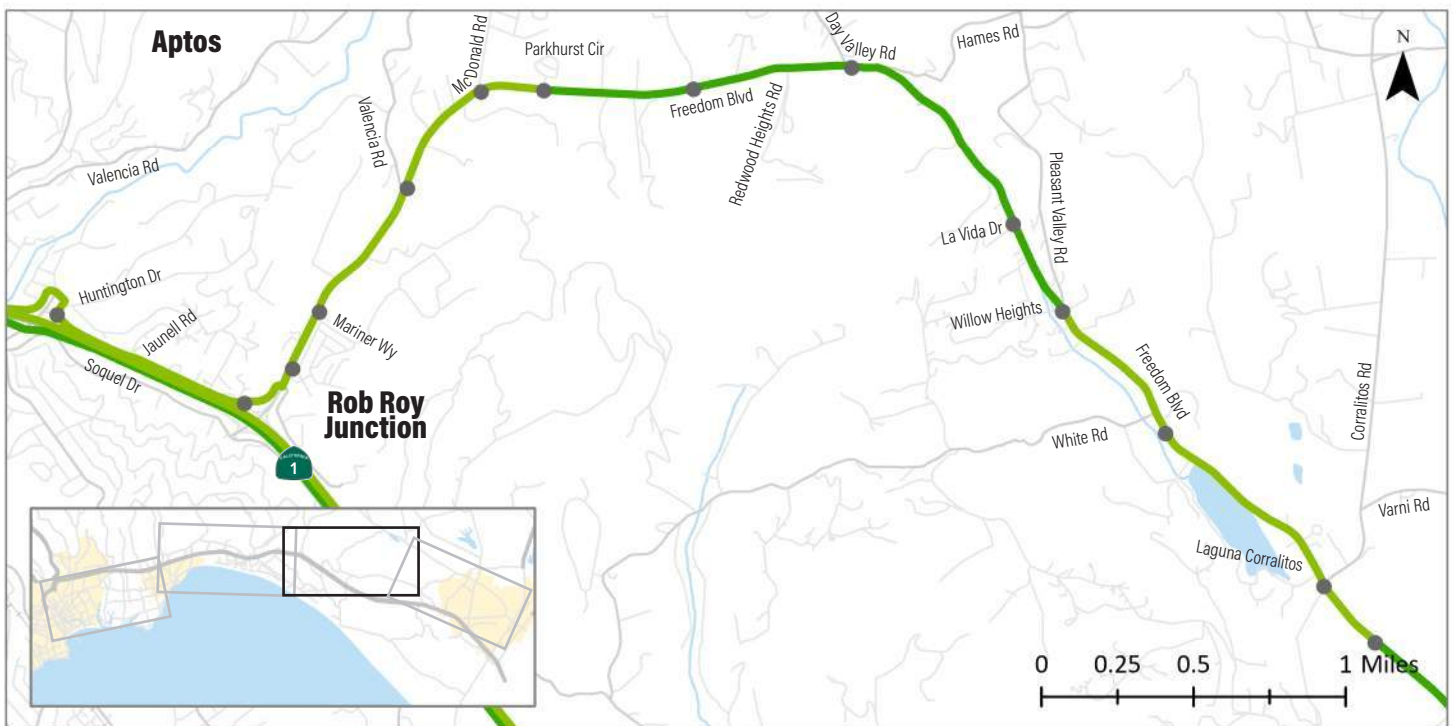 Aptos
McDonald Rd
Parkhurst Cir
Day Valley Rd
Hames Rd
N
Valencia Rd
Freedom Blvd
Redwood Heights Rd
Valencia Rd
Pleasant Valley Rd
La Vida Dr
Huntington Dr
Jaunell Rd
Soquel Dr
Mariner Wy
Willow Heights
Freedom Blvd
Corralitos Rd
Rob Roy
Junction
White Rd
CALIFORNIA
1
Varni Rd
Laguna Corralitos
0 0.25 0.5 1 Miles